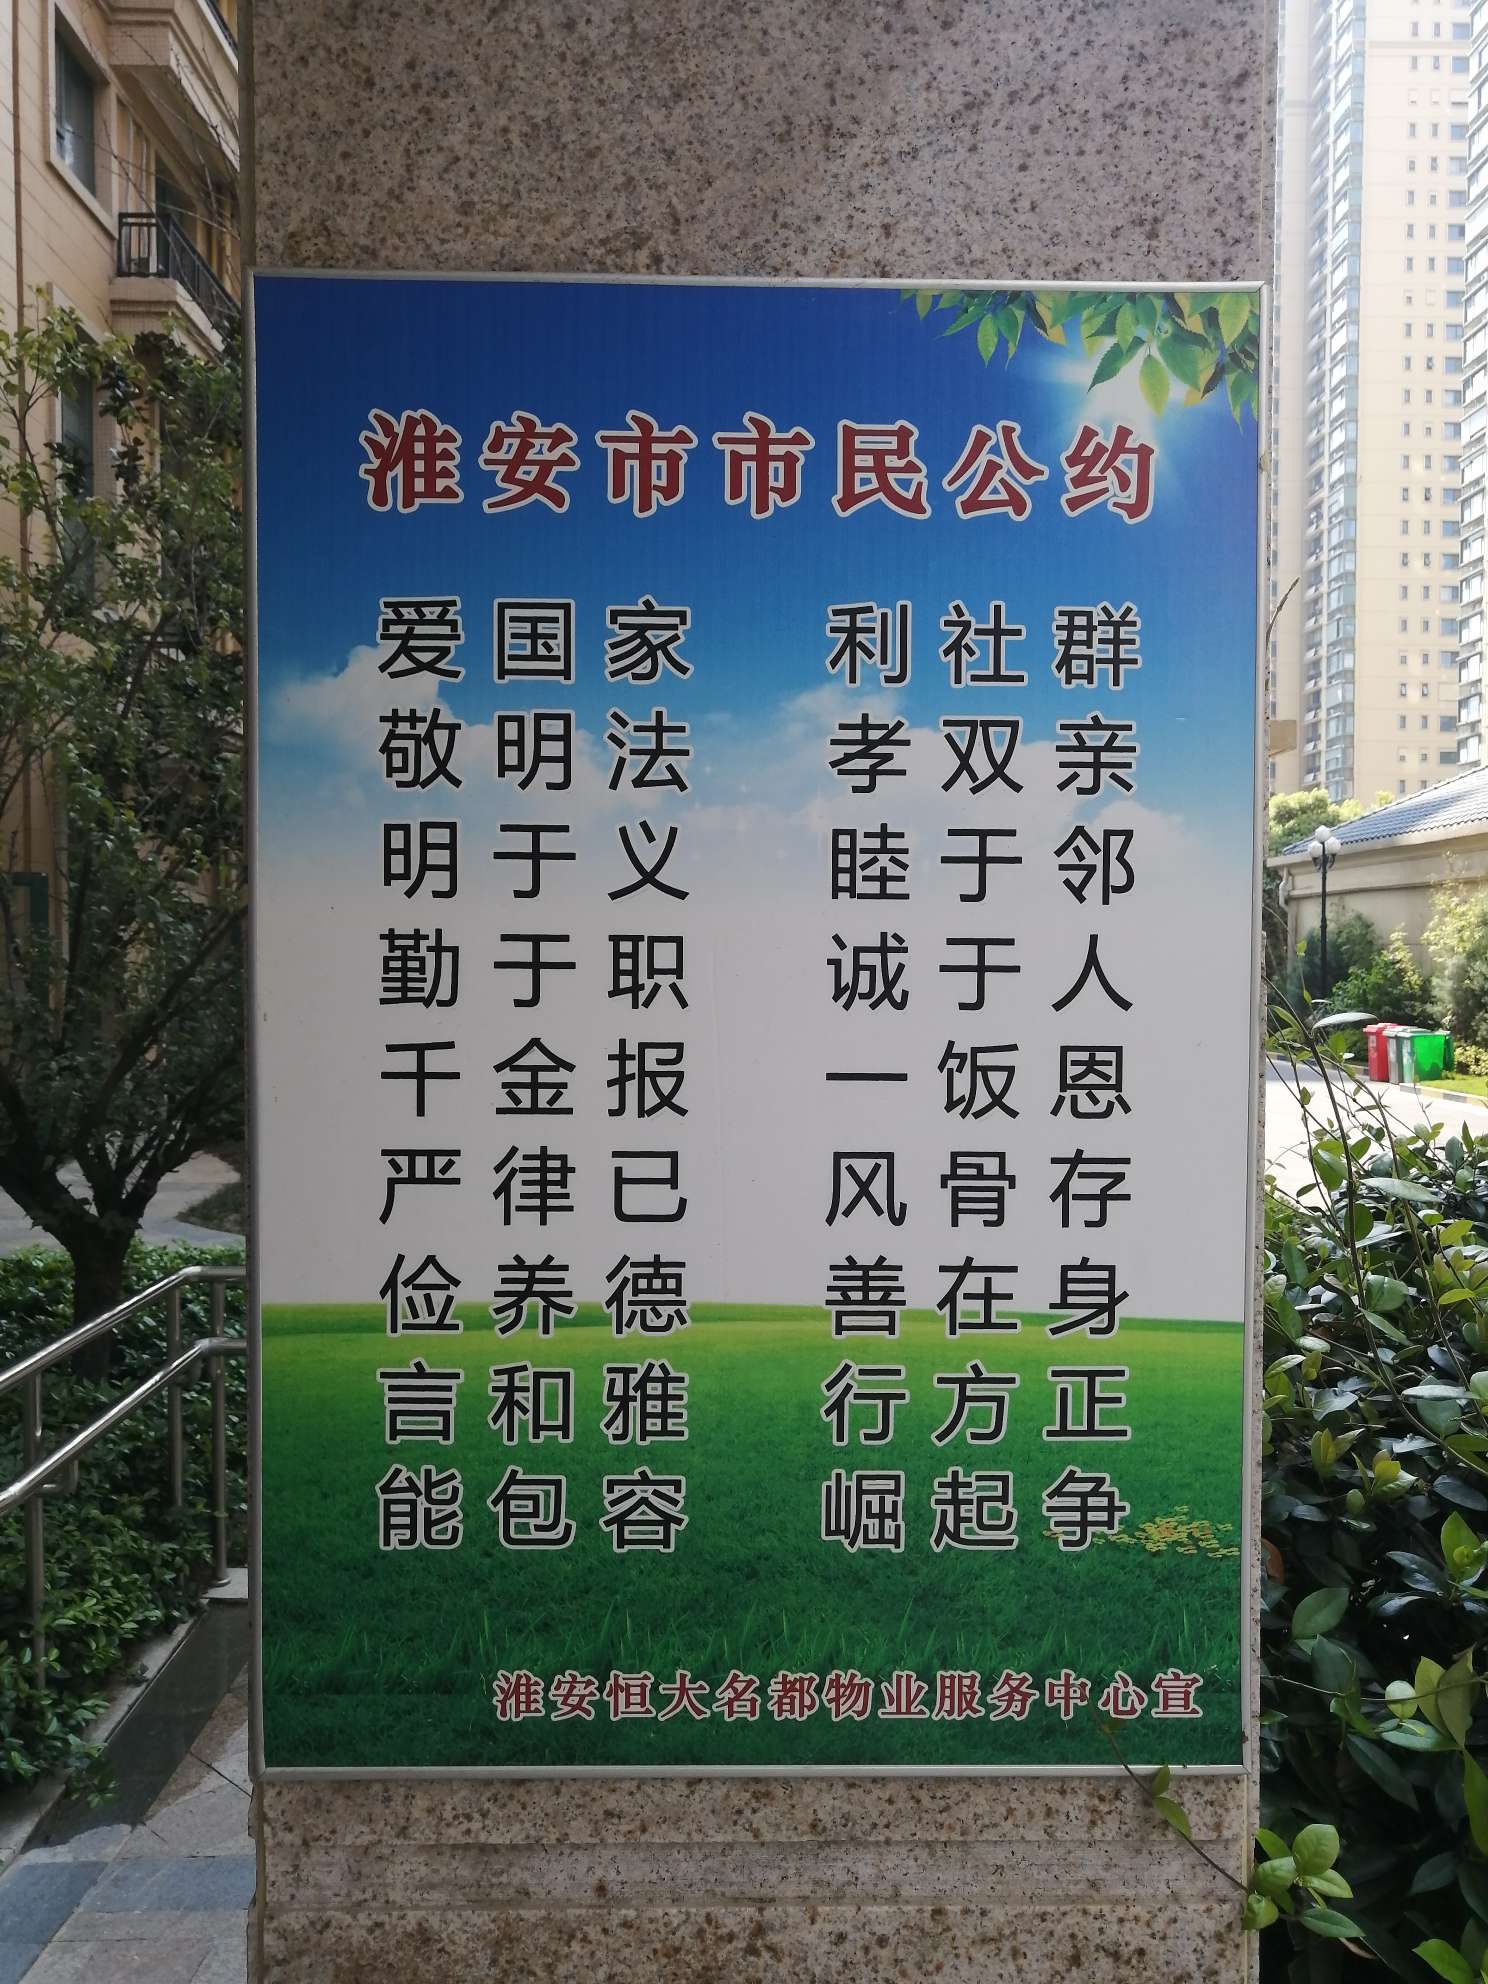 淮安市市民公约
爱国家 利社群
敬明法 孝双亲
明于义 睦于邻
勤于职 诚于人
千金报 一饭恩
严律已 风骨存
俭养德 善在身
言和雅 行方正
能包容 崛起争
淮安恒大名都物业服务中心宣